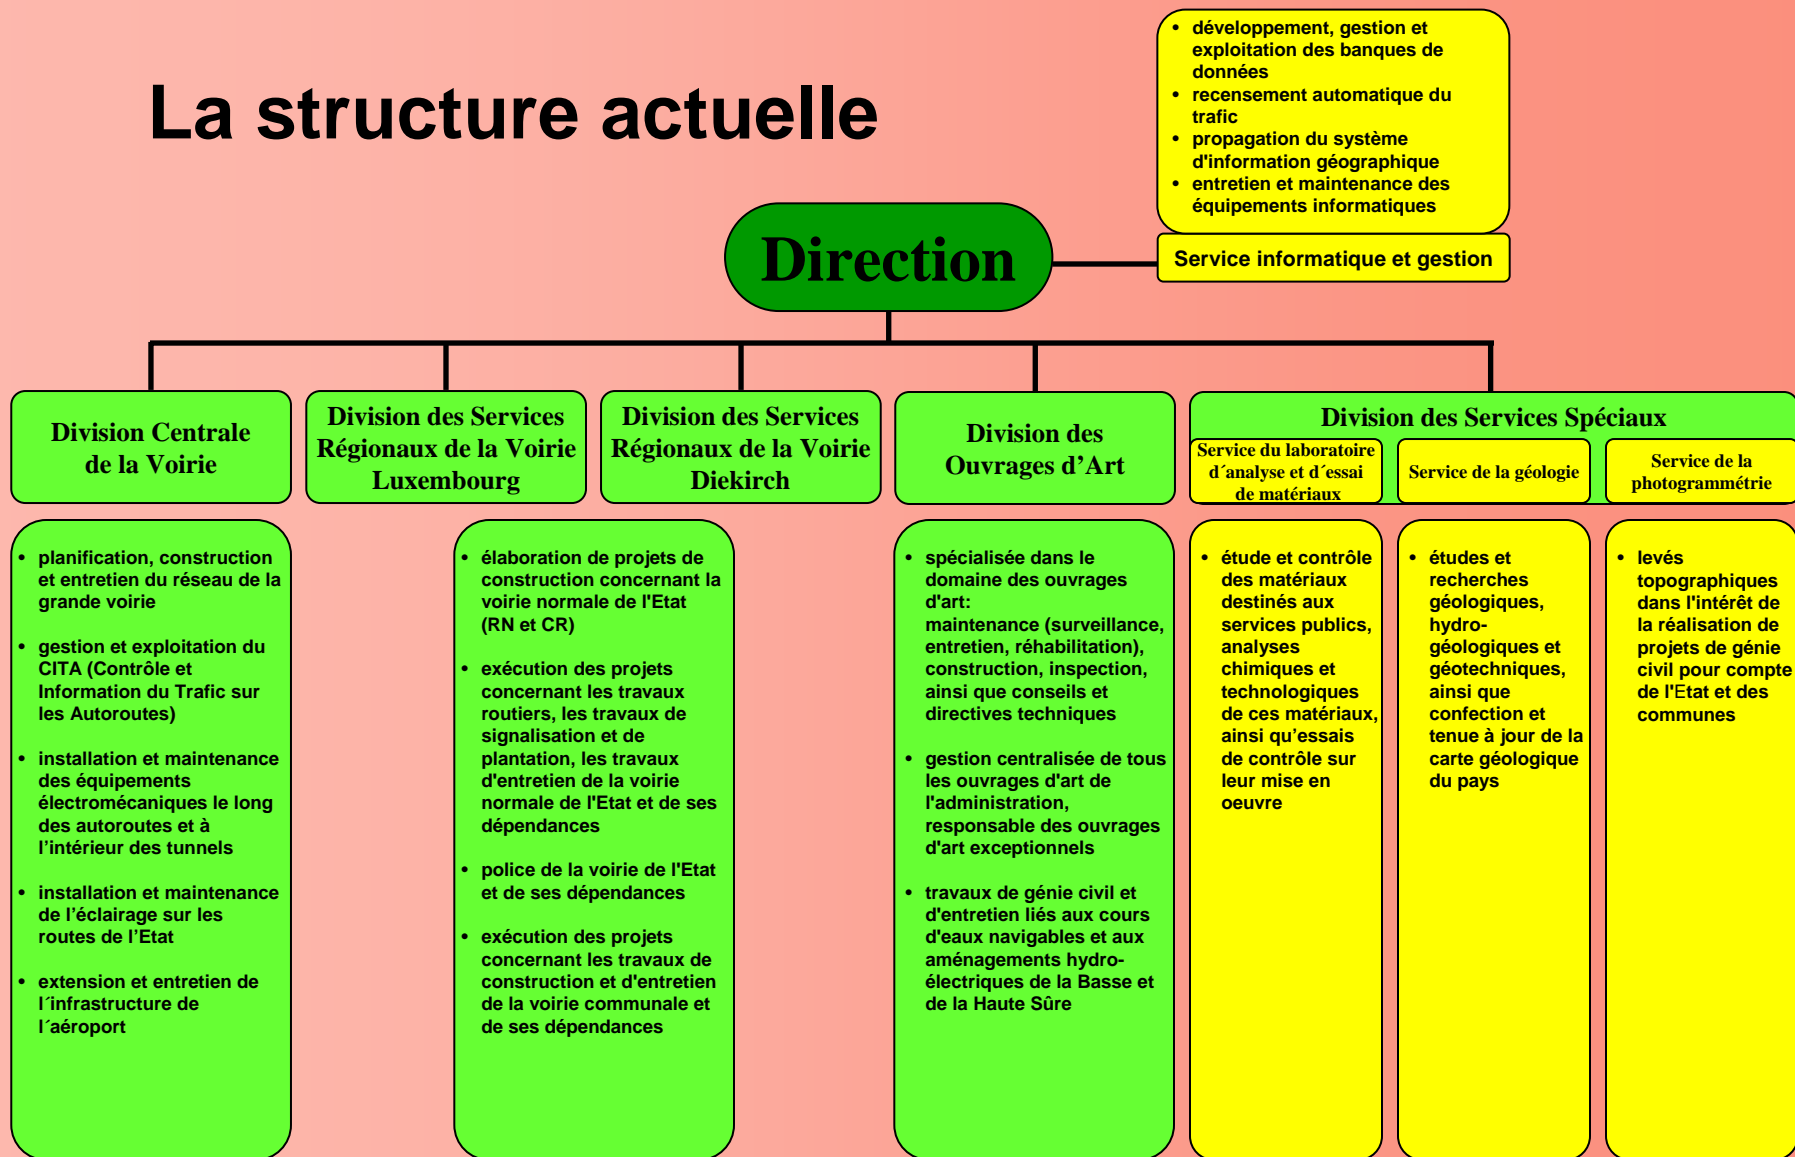 La structure actuelle
• développement, gestion et
exploitation des banques de
données
• recensement automatique du
trafic
• propagation du système
d'information géographique
• entretien et maintenance des
équipements informatiques
Service informatique et gestion
Direction
Division Centrale
de la Voirie
Division des Services
Régionaux de la Voirie
Luxembourg
Division des Services
Régionaux de la Voirie
Diekirch
Division des
Ouvrages d’Art
Division des Services Spéciaux
Service du laboratoire
d´analyse et d´essai
de matériaux
Service de la géologie
Service de la
photogrammétrie
• planification, construction
et entretien du réseau de la
grande voirie
• gestion et exploitation du
CITA (Contrôle et
Information du Trafic sur
les Autoroutes)
• installation et maintenance
des équipements
électromécaniques le long
des autoroutes et à
l’intérieur des tunnels
• installation et maintenance
de l’éclairage sur les
routes de l’Etat
• extension et entretien de
l´infrastructure de
l´aéroport
• élaboration de projets de
construction concernant la
voirie normale de l'Etat
(RN et CR)
• exécution des projets
concernant les travaux
routiers, les travaux de
signalisation et de
plantation, les travaux
d'entretien de la voirie
normale de l'Etat et de ses
dépendances
• police de la voirie de l'Etat
et de ses dépendances
• exécution des projets
concernant les travaux de
construction et d'entretien
de la voirie communale et
de ses dépendances
• spécialisée dans le
domaine des ouvrages
d'art:
maintenance (surveillance,
entretien, réhabilitation),
construction, inspection,
ainsi que conseils et
directives techniques
• gestion centralisée de tous
les ouvrages d'art de
l'administration,
responsable des ouvrages
d'art exceptionnels
• travaux de génie civil et
d'entretien liés aux cours
d'eaux navigables et aux
aménagements hydro-
électriques de la Basse et
de la Haute Sûre
• étude et contrôle
des matériaux
destinés aux
services publics,
analyses
chimiques et
technologiques
de ces matériaux,
ainsi qu’essais
de contrôle sur
leur mise en
oeuvre
• études et
recherches
géologiques,
hydro-
géologiques et
géotechniques,
ainsi que
confection et
tenue à jour de la
carte géologique
du pays
• levés
topographiques
dans l'intérêt de
la réalisation de
projets de génie
civil pour compte
de l'Etat et des
communes